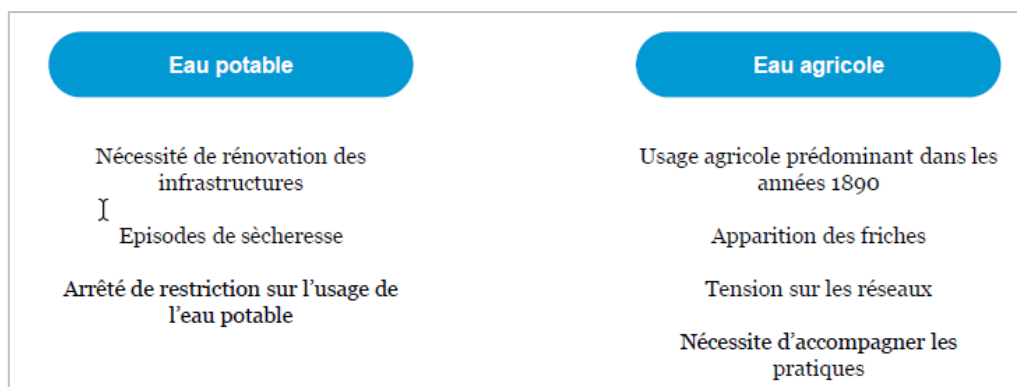 Eau potable
Nécessité de rénovation des
infrastructures
Episodes de sècheresse
Arrêté de restriction sur l’usage de
l’eau potable
Eau agricole
Usage agricole prédominant dans les
années 1890
Apparition des friches
Tension sur les réseaux
Nécessite d’accompagner les
pratiques